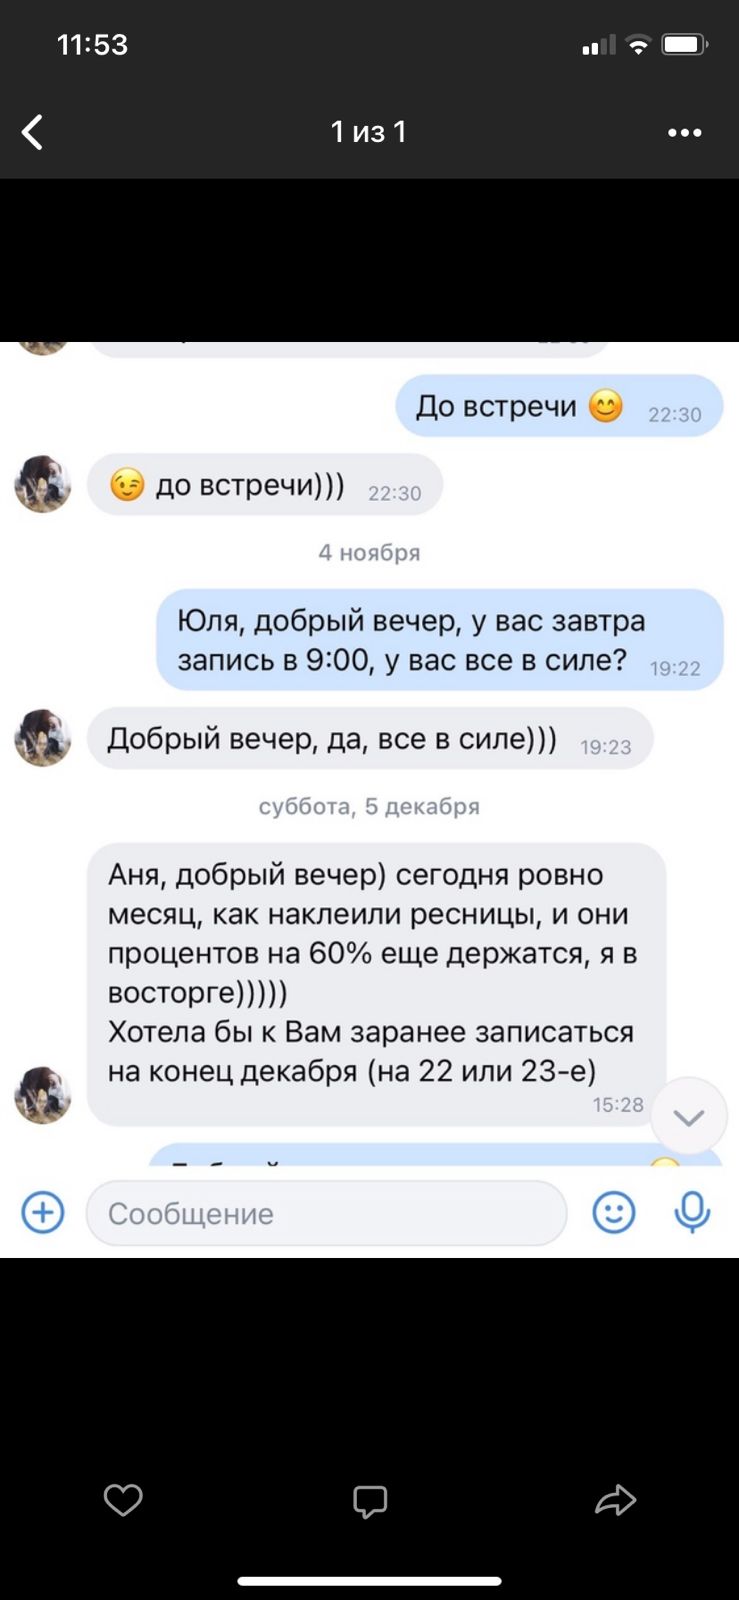 11:53
1 из 1
До встречи 😊 22:30
😉 до встречи))) 22:30
4 ноября
Юля, добрый вечер, у вас завтра
запись в 9:00, у вас все в силе? 19:22
Добрый вечер, да, все в силе))) 19:23
суббота, 5 декабря
Аня, добрый вечер) сегодня ровно
месяц, как наклеили ресницы, и они
процентов на 60% еще держатся, я в
восторге)))))
Хотела бы к Вам заранее записаться
на конец декабря (на 22 или 23-е)
15:28
Сообщение